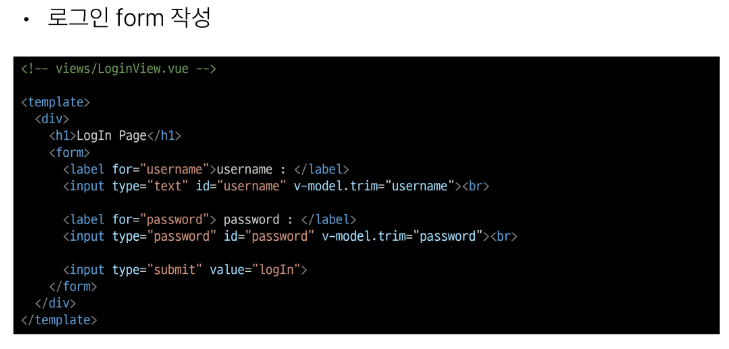 • 로그인 form 작성
<!-- views/LoginView.vue -->
<template>
  <div>
    <h1>LogIn Page</h1>
    <form>
      <label for="username">username : </label>
      <input type="text" id="username" v-model.trim="username"><br>
      <label for="password"> password : </label>
      <input type="password" id="password" v-model.trim="password"><br>
      <input type="submit" value="logIn">
    </form>
  </div>
</template>